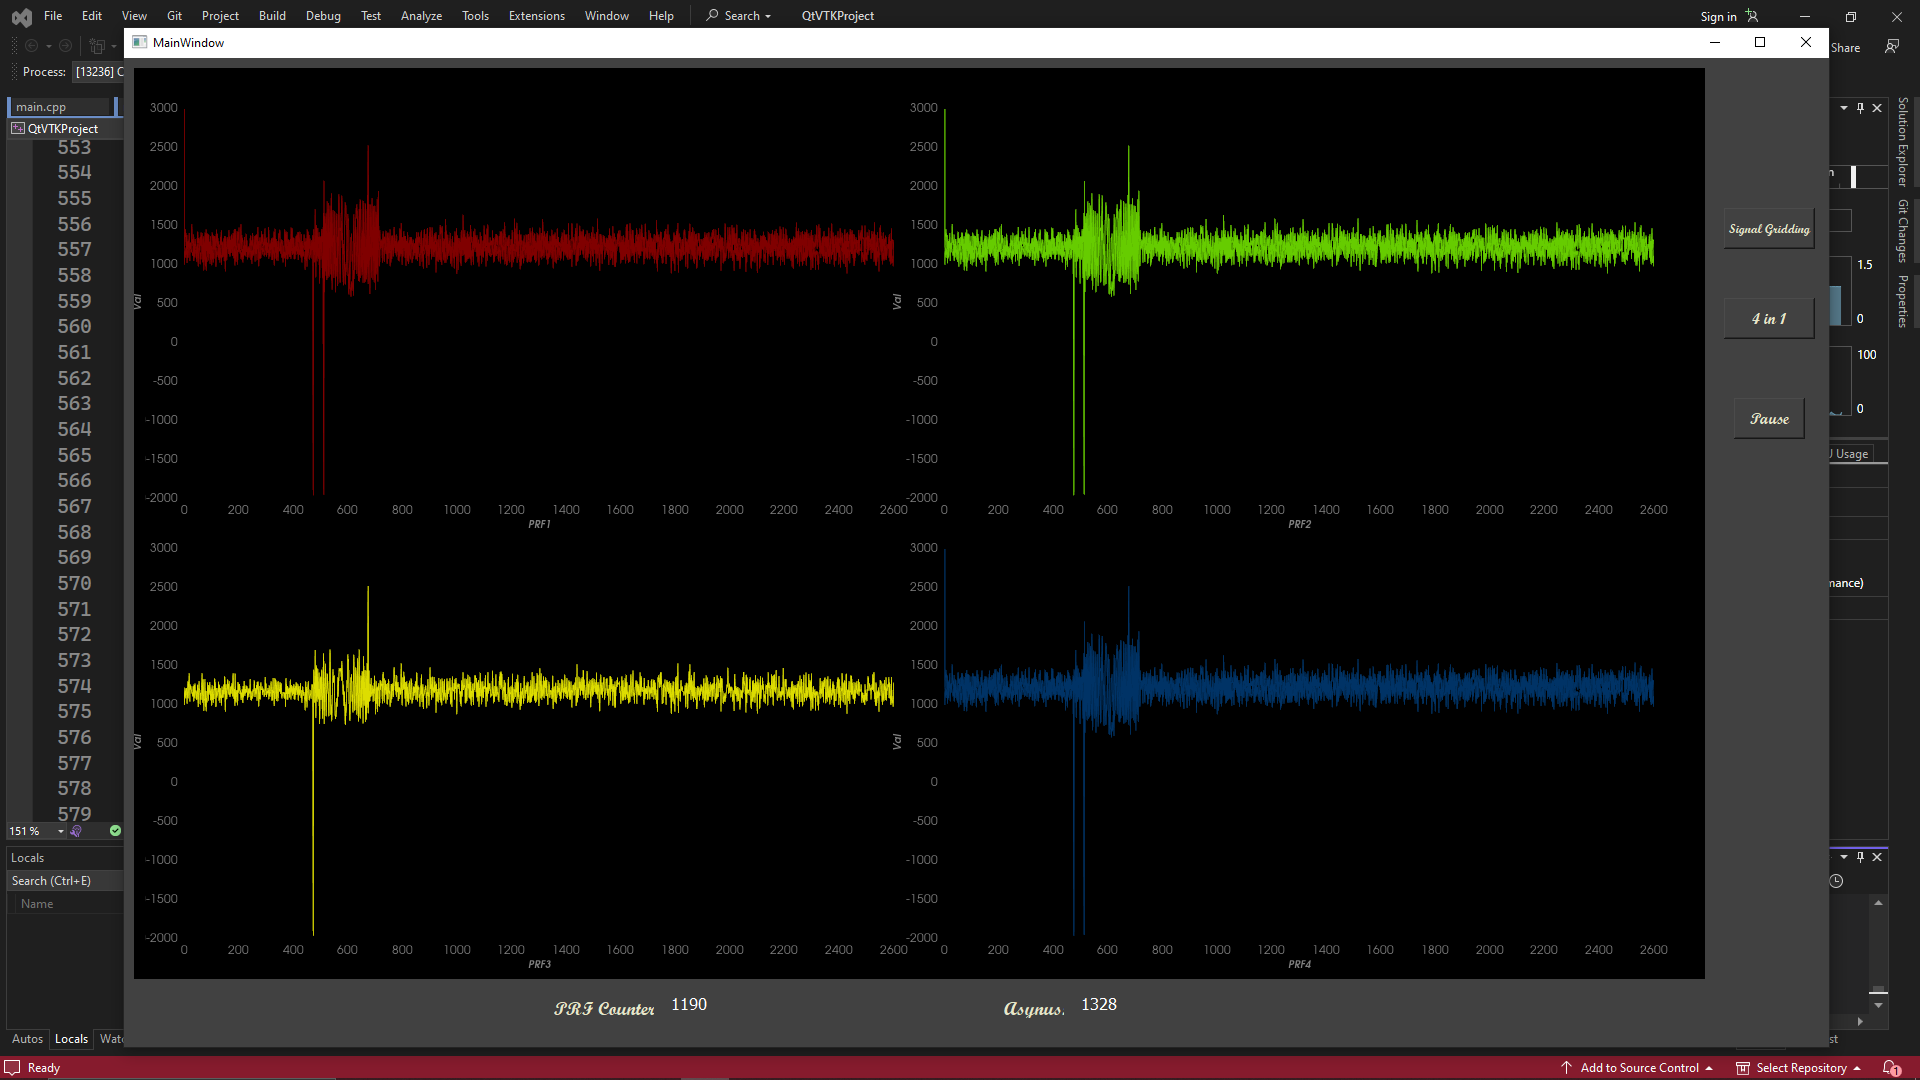 File Edit View Git Project Build Debug Test Analyze Tools Extensions Window Help Search QtVTKProject Sign in
MainWindow
Share
Process: [13236]
main.cpp
QtVTKProject
553
554
555
556
557
558
559
560
561
562
563
564
565
566
567
568
569
570
571
572
573
574
575
576
577
578
579
151 %
Locals
Search (Ctrl+E)
Name
Autos Locals
3000
2500
2000
1500
1000
500
0
-500
-1000
-1500
-2000
Val
0 200 400 600 800 1000 1200 1400 1600 1800 2000 2200 2400 2600
PRF1
3000
2500
2000
1500
1000
500
0
-500
-1000
-1500
-2000
Val
0 200 400 600 800 1000 1200 1400 1600 1800 2000 2200 2400 2600
PRF2
3000
2500
2000
1500
1000
500
0
-500
-1000
-1500
-2000
Val
0 200 400 600 800 1000 1200 1400 1600 1800 2000 2200 2400 2600
PRF3
3000
2500
2000
1500
1000
500
0
-500
-1000
-1500
-2000
Val
0 200 400 600 800 1000 1200 1400 1600 1800 2000 2200 2400 2600
PRF4
PRF Counter 1190
Asynus. 1328
Signal Gridding
4 in 1
Pause
1.5
0
100
0
Usage
mance)
Solution Explorer
Git Changes
Properties
Ready
Add to Source Control Select Repository 1